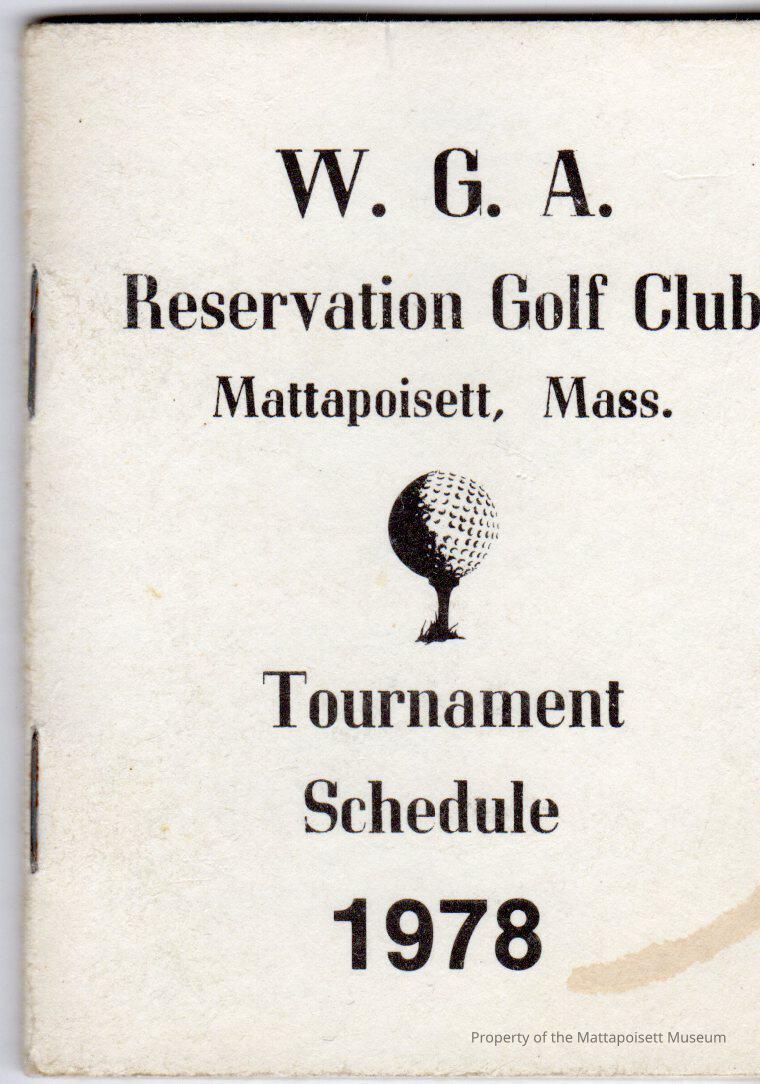 W. G. A.
Reservation Golf Club
Mattapoisett, Mass.
Tournament
Schedule
1978
Property of the Mattapoisett Museum